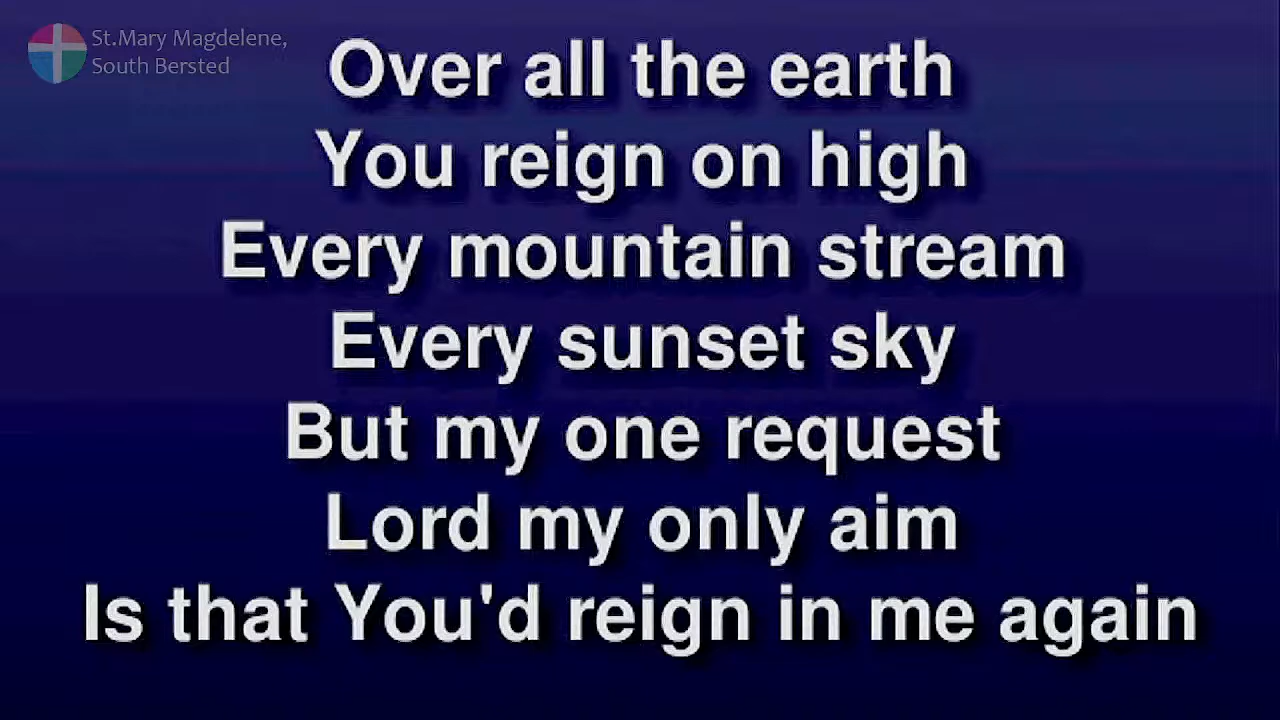 St.Mary Magdelene,
South Bersted
Over all the earth
You reign on high
Every mountain stream
Every sunset sky
But my one request
Lord my only aim
Is that You'd reign in me again